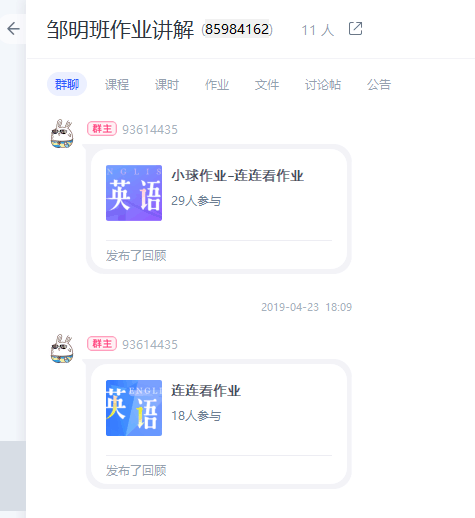 邹明班作业讲解 (85984162) 11 人
群聊 课程 课时 作业 文件 讨论帖 公告
群主 93614435
ENGLIS
英语
小球作业-连连看作业
29人参与
发布了回顾
2019-04-23 18:09
群主 93614435
ENGLI
英语
连连看作业
18人参与
发布了回顾